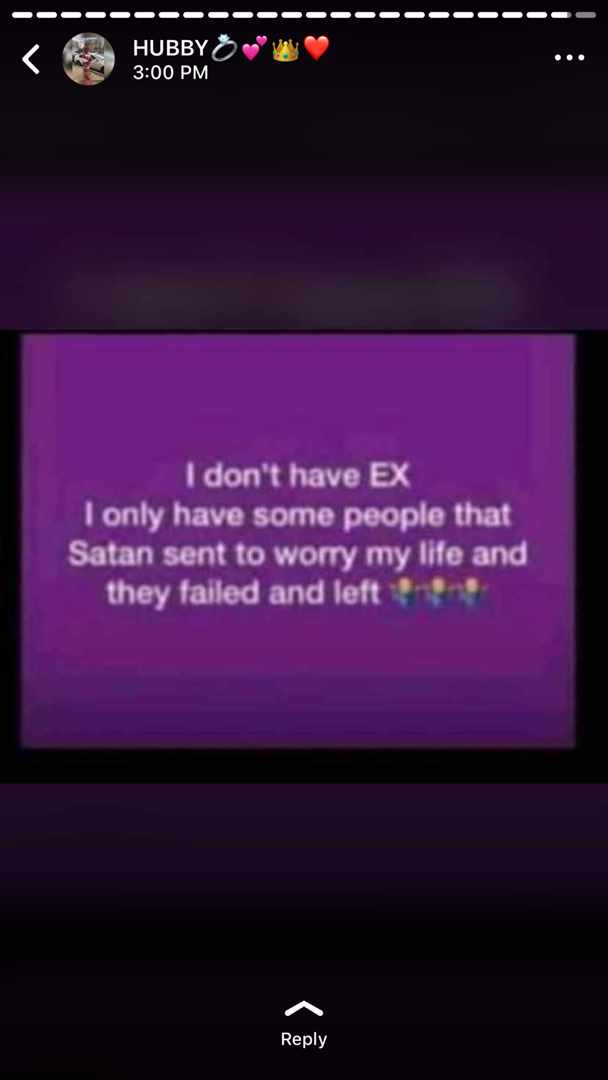 HUBBY💍💕👑❤️
3:00 PM
I don't have EX
I only have some people that
Satan sent to worry my life and
they failed and left 🤷‍♂️🤷‍♂️🤷‍♂️
Reply